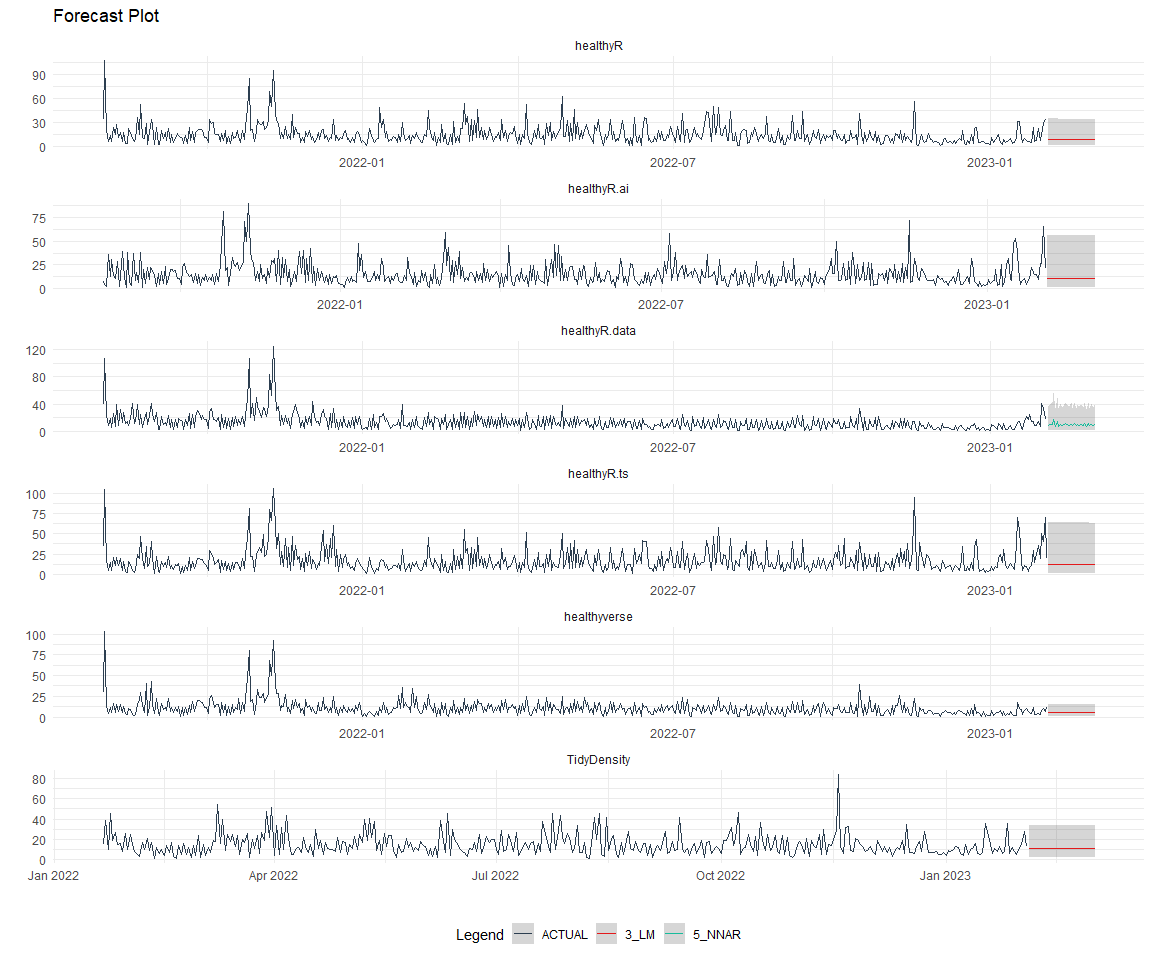 Forecast Plot
healthyR
90
60
30
0
2022-01 2022-07 2023-01
healthyR.ai
75
50
25
0
2022-01 2022-07 2023-01
healthyR.data
120
80
40
0
2022-01 2022-07 2023-01
healthyR.ts
100
75
50
25
0
2022-01 2022-07 2023-01
healthyverse
100
75
50
25
0
2022-01 2022-07 2023-01
TidyDensity
80
60
40
20
0
Jan 2022 Apr 2022 Jul 2022 Oct 2022 Jan 2023
Legend ACTUAL 3_LM 5_NNAR